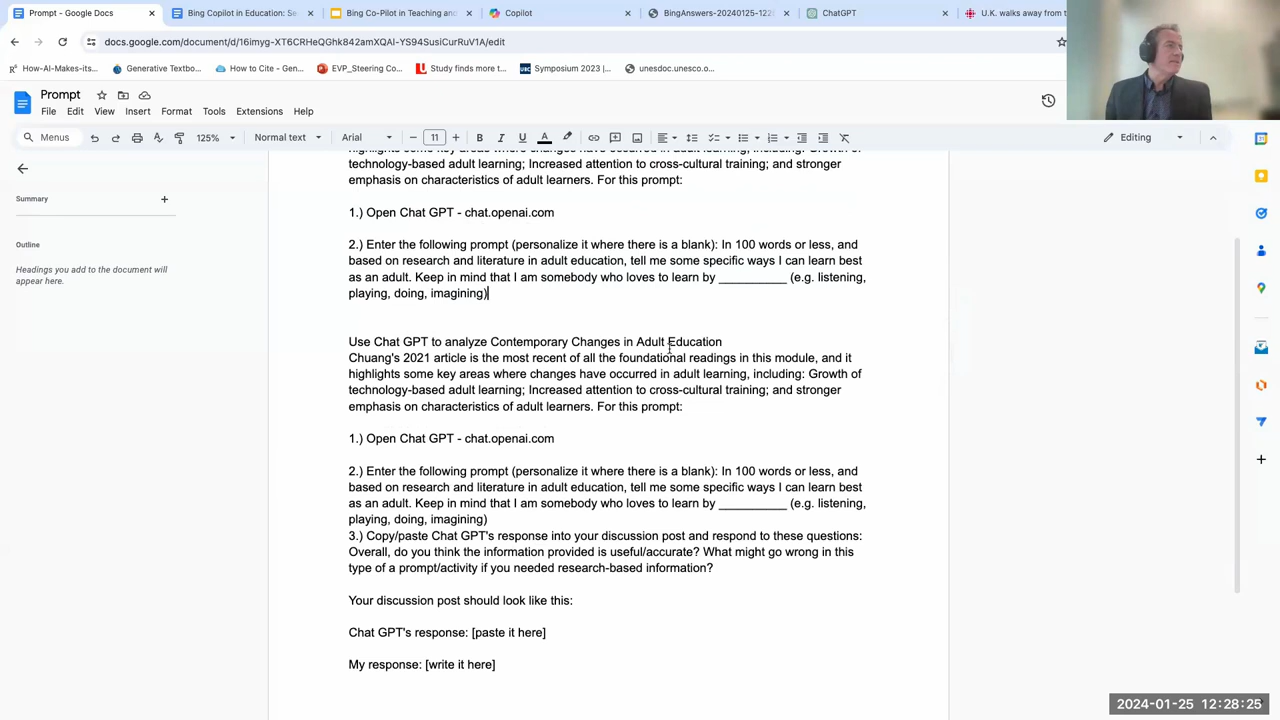 Prompt - Google Docs
Bing Copilot in Education: Se
Bing Co-Pilot in Teaching an
Copilot
BingAnswers-20240125-122
ChatGPT
U.K. walks away from t
docs.google.com/document/d/16imyg-XT6CRHeQGhk842amXQAl-YS94SusiCurRuV1A/edit
How-AI-Makes-its...
Generative Textbo...
How to Cite - Gen...
EVP_Steering Co...
Study finds more t...
Symposium 2023 |...
unesdoc.unesco.o...
Prompt
File Edit View Insert Format Tools Extensions Help
Menus 125% Normal text Arial 11 Editing
Summary
Outline
Headings you add to the document will
appear here.
highlights some key areas where changes have occurred in adult learning, including: Growth of
technology-based adult learning; Increased attention to cross-cultural training; and stronger
emphasis on characteristics of adult learners. For this prompt:
1.) Open Chat GPT - chat.openai.com
2.) Enter the following prompt (personalize it where there is a blank): In 100 words or less, and
based on research and literature in adult education, tell me some specific ways I can learn best
as an adult. Keep in mind that I am somebody who loves to learn by __________ (e.g. listening,
playing, doing, imagining)
Use Chat GPT to analyze Contemporary Changes in Adult Education
Chuang's 2021 article is the most recent of all the foundational readings in this module, and it
highlights some key areas where changes have occurred in adult learning, including: Growth of
technology-based adult learning; Increased attention to cross-cultural training; and stronger
emphasis on characteristics of adult learners. For this prompt:
1.) Open Chat GPT - chat.openai.com
2.) Enter the following prompt (personalize it where there is a blank): In 100 words or less, and
based on research and literature in adult education, tell me some specific ways I can learn best
as an adult. Keep in mind that I am somebody who loves to learn by __________ (e.g. listening,
playing, doing, imagining)
3.) Copy/paste Chat GPT's response into your discussion post and respond to these questions:
Overall, do you think the information provided is useful/accurate? What might go wrong in this
type of a prompt/activity if you needed research-based information?
Your discussion post should look like this:
Chat GPT's response: [paste it here]
My response: [write it here]
2024-01-25 12:28:25